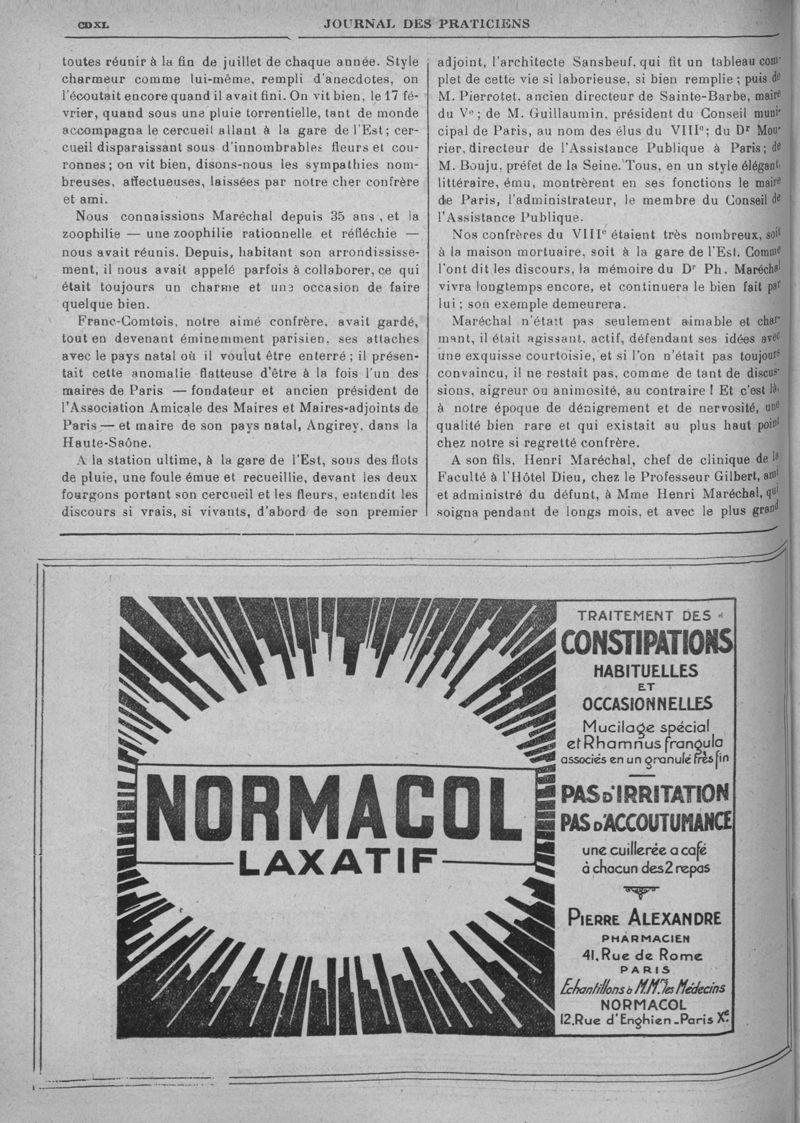 CDXL
JOURNAL DES PRATICIENS
toutes réunir à la fin de juillet de chaque année. Style
charmeur comme lui-même, rempli d'anecdotes, on
l'écoutait encore quand il avait fini. On vit bien, le 17 fé-
vrier, quand sous une pluie torrentielle, tant de monde
accompagna le cercueil allant à la gare de l'Est ; cer-
cueil disparaissant sous d'innombrables fleurs et cou-
ronnes ; on vit bien, disons-nous les sympathies nom-
breuses, affectueuses, laissées par notre cher confrère
et ami.
Nous connaissions Maréchal depuis 35 ans , et la
zoophilie — une zoophilie rationnelle et réfléchie —
nous avait réunis. Depuis, habitant son arrondisse-
ment, il nous avait appelé parfois à collaborer, ce qui
était toujours un charme et une occasion de faire
quelque bien.
Franc-Comtois, notre aimé confrère, avait gardé,
tout en devenant éminemment parisien, ses attaches
avec le pays natal où il voulut être enterré ; il présen-
tait cette anomalie flatteuse d'être à la fois l'un des
maires de Paris — fondateur et ancien président de
l'Association Amicale des Maires et Maires-adjoints de
Paris — et maire de son pays natal, Angirey, dans la
Haute-Saône.
A la station ultime, à la gare de l'Est, sous des flots
de pluie, une foule émue et recueillie, devant les deux
fourgons portant son cercueil et les fleurs, entendit les
discours si vrais, si vivants, d'abord de son premier
adjoint, l'architecte Sansbeuf, qui fit un tableau com-
plet de cette vie si laborieuse, si bien remplie ; puis de
M. Pierrotet, ancien directeur de Sainte-Barbe, maire
du Ve ; de M. Guillaumin, président du Conseil muni-
cipal de Paris, au nom des élus du VIIIe ; du Dr Mou-
rier, directeur de l'Assistance Publique à Paris ; de
M. Bouju, préfet de la Seine. Tous, en un style élégant,
littéraire, ému, montrèrent en ses fonctions le maire
de Paris, l'administrateur, le membre du Conseil de
l'Assistance Publique.
Nos confrères du VIIIe étaient très nombreux, soit
à la maison mortuaire, soit à la gare de l'Est. Comme
l'ont dit les discours, la mémoire du Dr Ph. Maréchal
vivra longtemps encore, et continuera le bien fait par
lui ; son exemple demeurera.
Maréchal n'était pas seulement aimable et char-
mant, il était agissant, actif, défendant ses idées avec
une exquisse courtoisie, et si l'on n'était pas toujours
convaincu, il ne restait pas, comme de tant de discus-
sions, aigreur ou animosité, au contraire ! Et c'est là,
à notre époque de dénigrement et de nervosité, une
qualité bien rare et qui existait au plus haut point
chez notre si regretté confrère.
A son fils, Henri Maréchal, chef de clinique de la
Faculté à l'Hôtel Dieu, chez le Professeur Gilbert, ami
et administré du défunt, à Mme Henri Maréchal, qui
soigna pendant de longs mois, et avec le plus grand
NORMACOL
LAXATIF
TRAITEMENT DES
CONSTIPATIONS
HABITUELLES
ET
OCCASIONNELLES
Mucilage spécial
et Rhamnus frangula
associés en un granulé très fin
PAS D'IRRITATION
PAS D'ACCOUTUMANCE
une cuillerée a café
à chacun des 2 repas
PIERRE ALEXANDRE
PHARMACIEN
41, Rue de Rome
PARIS
Echantillons à M.M. les Médecins
NORMACOL
12, Rue d'Enghien - Paris Xe